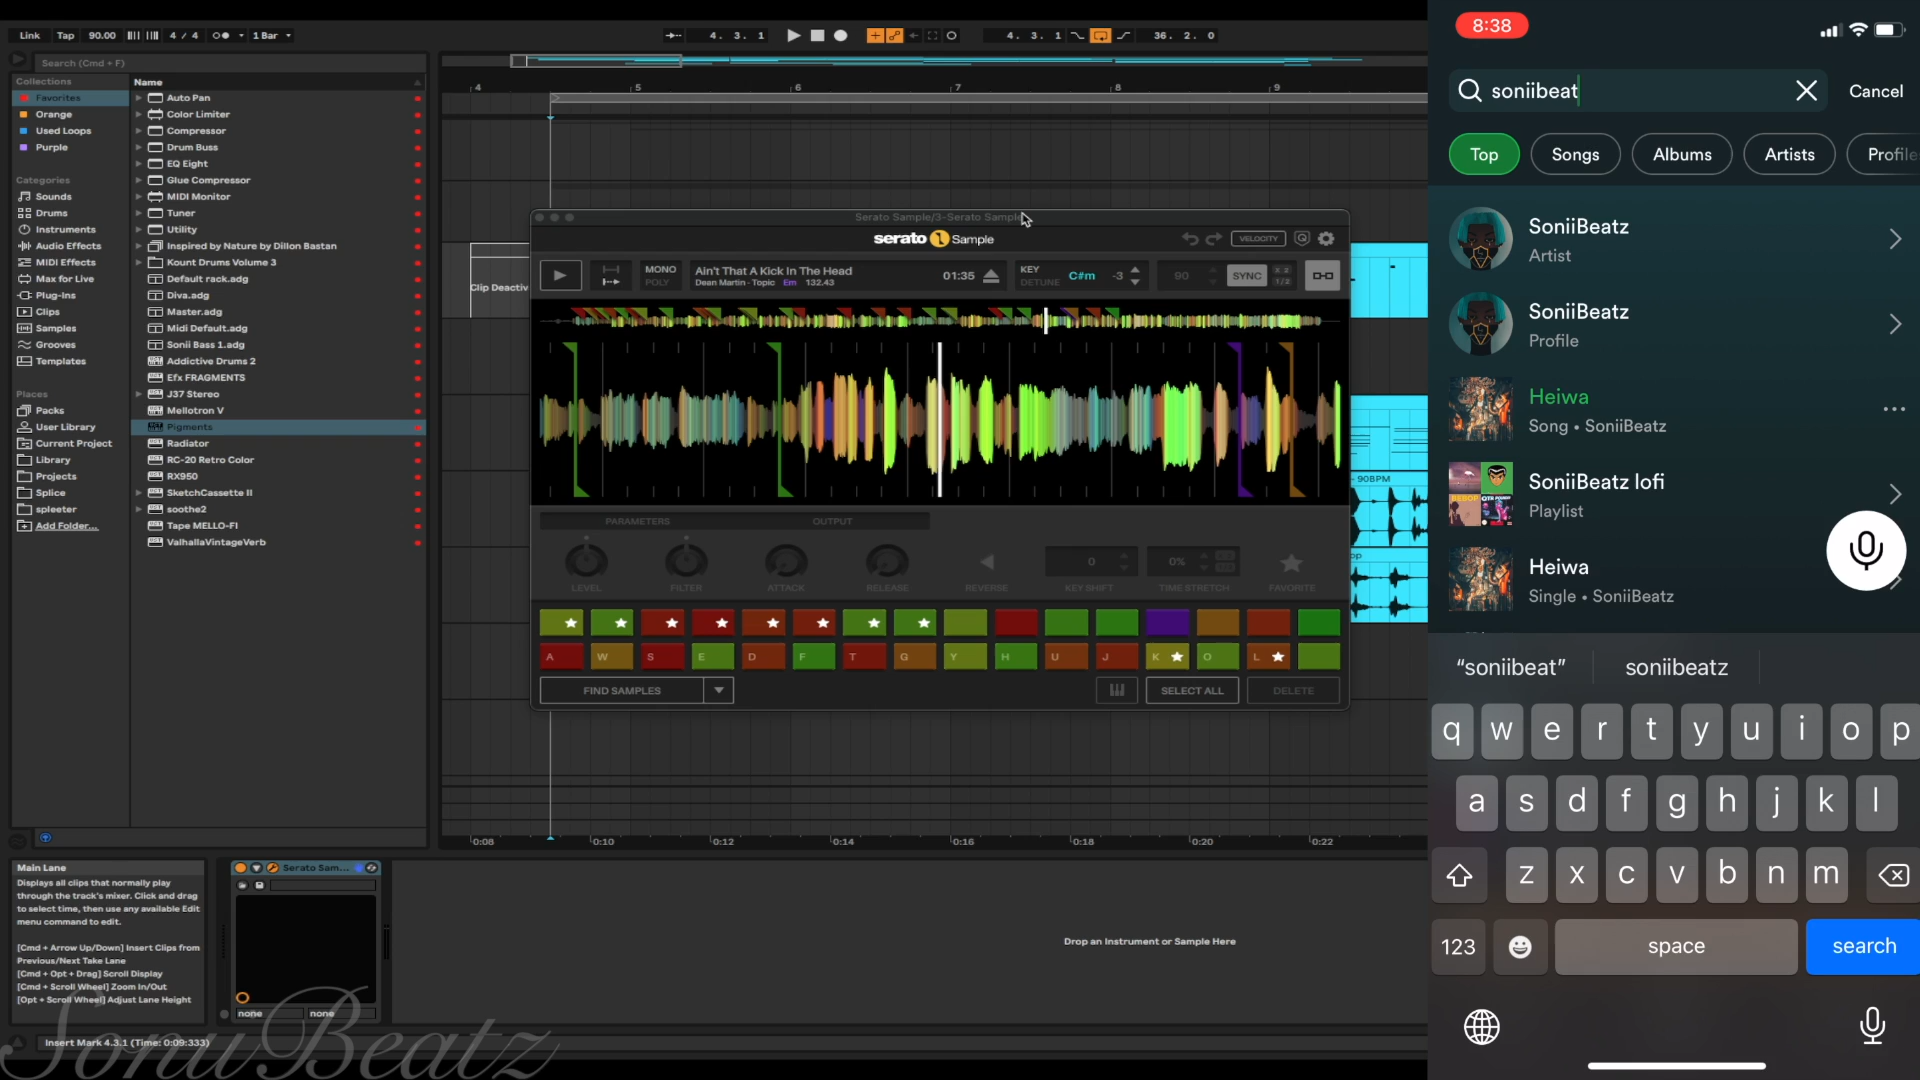 Link Tap 90.00 4 / 4 1 Bar
4. 3. 1
4. 3. 1
36. 2. 0
Search (Cmd + F)
Collections
Favorites
Orange
Used Loops
Purple
Categories
Sounds
Drums
Instruments
Audio Effects
MIDI Effects
Max for Live
Plug-Ins
Clips
Samples
Grooves
Templates
Places
Packs
User Library
Current Project
Library
Projects
Splice
spleeter
Add Folder...
Name
Auto Pan
Color Limiter
Compressor
Drum Buss
EQ Eight
Glue Compressor
MIDI Monitor
Tuner
Utility
Inspired by Nature by Dillon Bastan
Kount Drums Volume 3
Default rack.adg
Diva.adg
Master.adg
Midi Default.adg
Sonii Bass 1.adg
Addictive Drums 2
Efx FRAGMENTS
J37 Stereo
Mellotron V
Pigments
Radiator
RC-20 Retro Color
RX950
SketchCassette II
soothe2
Tape MELLO-FI
ValhallaVintageVerb
4 5 6 7 8 9
Clip Deactiv
- 90BPM
Serato Sample/3-Serato Sample
serato Sample
VELOCITY
MONO
POLY
Ain't That A Kick In The Head
Dean Martin - Topic Em 132.43
01:35
KEY
DETUNE
C#m
-3
90
SYNC
X 2
1/2
PARAMETERS
OUTPUT
0
0%
LEVEL FILTER ATTACK RELEASE REVERSE KEY SHIFT TIME STRETCH FAVORITE
A W S E D F T G Y H U J K O L
FIND SAMPLES
SELECT ALL
DELETE
0:08 0:10 0:12 0:14 0:16 0:18 0:20 0:22
Main Lane
Displays all clips that normally play
through the track's mixer. Click and drag
to select time, then use any available Edit
menu command to edit.
[Cmd + Arrow Up/Down] Insert Clips from
Previous/Next Take Lane
[Cmd + Opt + Drag] Scroll Display
[Cmd + Scroll Wheel] Zoom In/Out
[Opt + Scroll Wheel] Adjust Lane Height
Serato Sam...
none
none
Drop an Instrument or Sample Here
Insert Mark 4.3.1 (Time: 0:09:333)
SoniiBeatz
8:38
soniibeat
Cancel
Top
Songs
Albums
Artists
Profile
SoniiBeatz
Artist
SoniiBeatz
Profile
Heiwa
Song • SoniiBeatz
SoniiBeatz lofi
Playlist
Heiwa
Single • SoniiBeatz
“soniibeat”
soniibeatz
q w e r t y u i o p
a s d f g h j k l
z x c v b n m
123
space
search